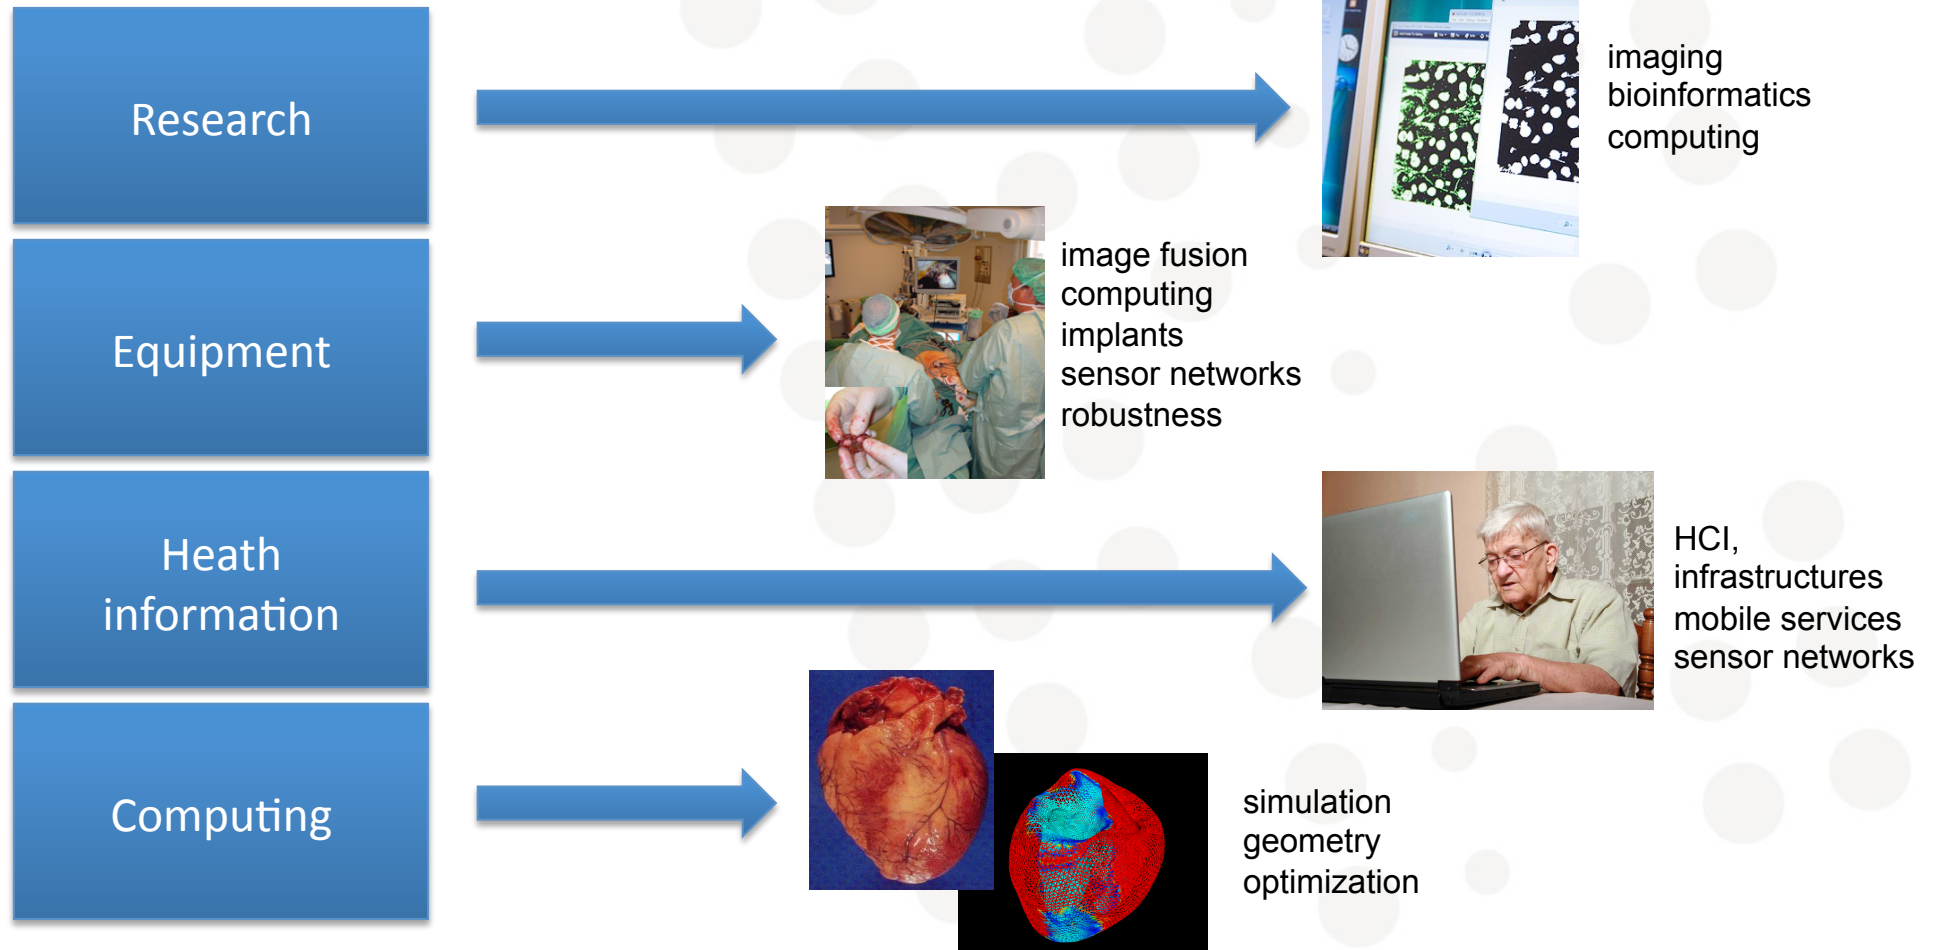 Research
imaging
bioinformatics
computing
Equipment
image fusion
computing
implants
sensor networks
robustness
Heath
information
HCI,
infrastructures
mobile services
sensor networks
Computing
simulation
geometry
optimization